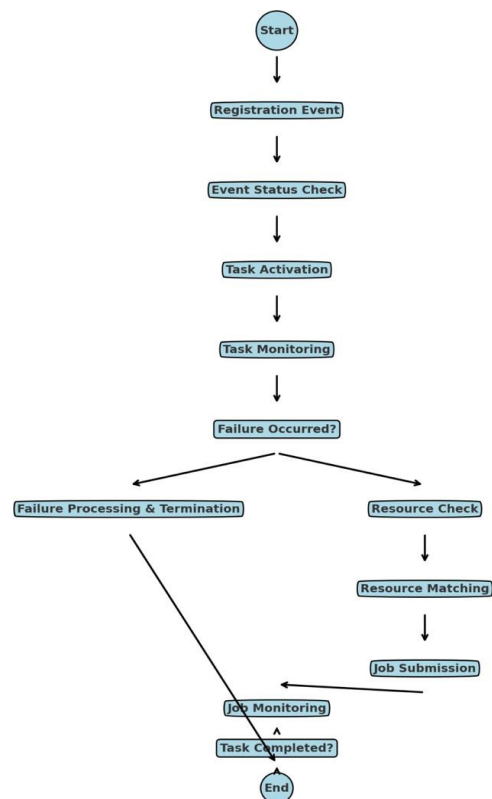 Start
Registration Event
Event Status Check
Task Activation
Task Monitoring
Failure Occurred?
Failure Processing & Termination
Resource Check
Resource Matching
Job Submission
Job Monitoring
Task Completed?
End